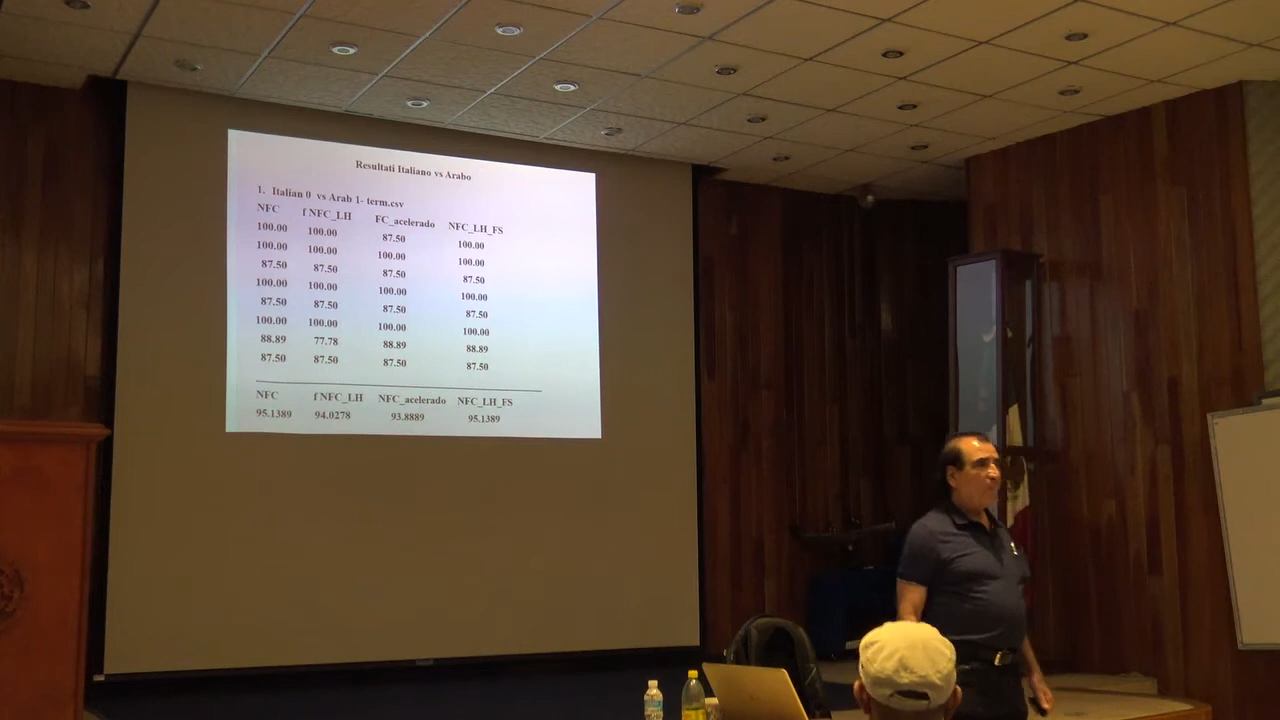 Resultati Italiano vs Arabo
1. Italian 0 vs Arab 1- term.csv
NFC f NFC_LH FC_acelerado NFC_LH_FS
100.00 100.00 87.50 100.00
100.00 100.00 100.00 100.00
87.50 87.50 87.50 87.50
100.00 100.00 100.00 100.00
87.50 87.50 87.50 87.50
100.00 100.00 100.00 100.00
88.89 77.78 88.89 88.89
87.50 87.50 87.50 87.50
NFC f NFC_LH NFC_acelerado NFC_LH_FS
95.1389 94.0278 93.8889 95.1389